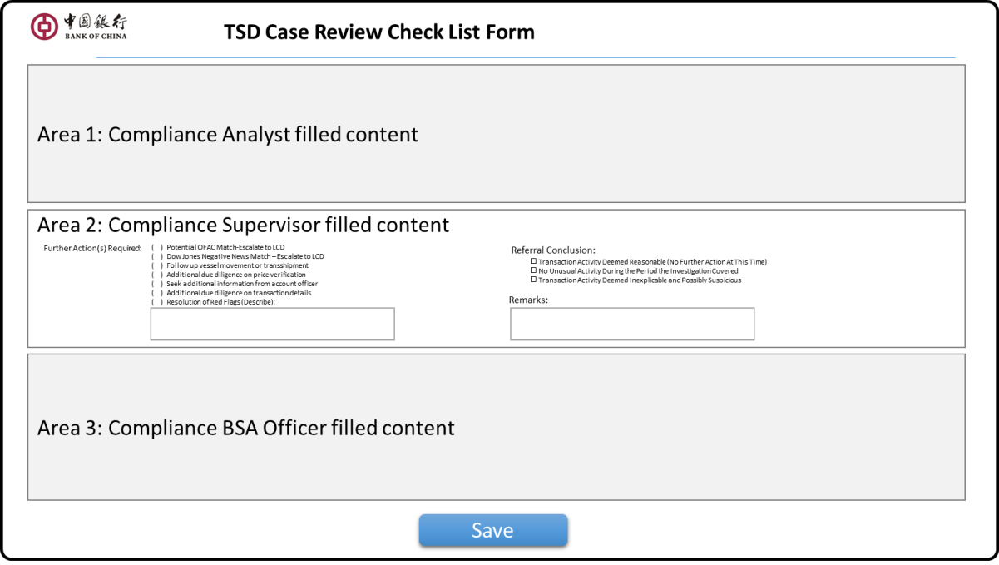 中国銀行
BANK OF CHINA
TSD Case Review Check List Form
Area 1: Compliance Analyst filled content
Area 2: Compliance Supervisor filled content
Further Action(s) Required:
( ) Potential OFAC Match-Escalate to LCD
( ) Dow Jones Negative News Match – Escalate to LCD
( ) Follow up vessel movement or transshipment
( ) Additional due diligence on price verification
( ) Seek additional information from account officer
( ) Additional due diligence on transaction details
( ) Resolution of Red Flags (Describe):
Referral Conclusion:
☐ Transaction Activity Deemed Reasonable (No Further Action At This Time)
☐ No Unusual Activity During the Period the Investigation Covered
☐ Transaction Activity Deemed Inexplicable and Possibly Suspicious
Remarks:
Area 3: Compliance BSA Officer filled content
Save